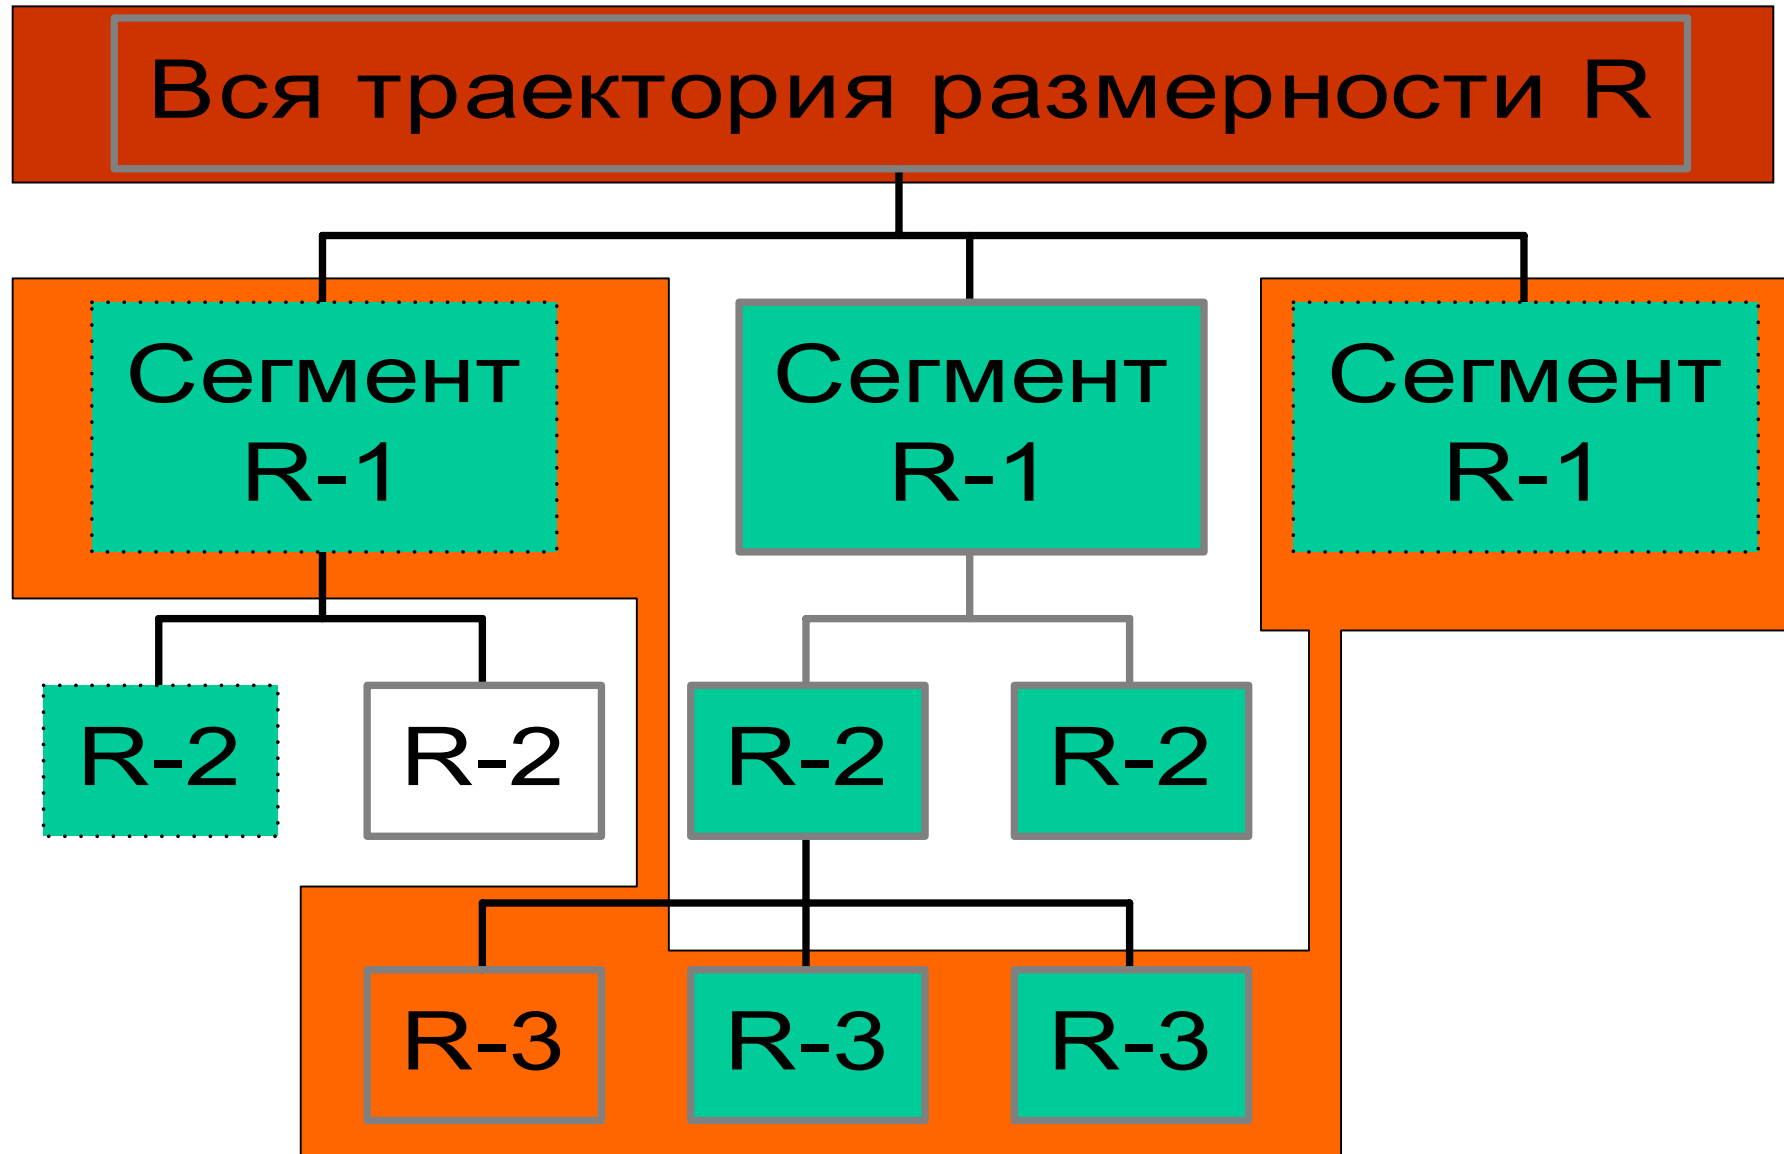 Вся траектория размерности R
Сегмент
R-1
Сегмент
R-1
Сегмент
R-1
R-2
R-2
R-2
R-2
R-3
R-3
R-3